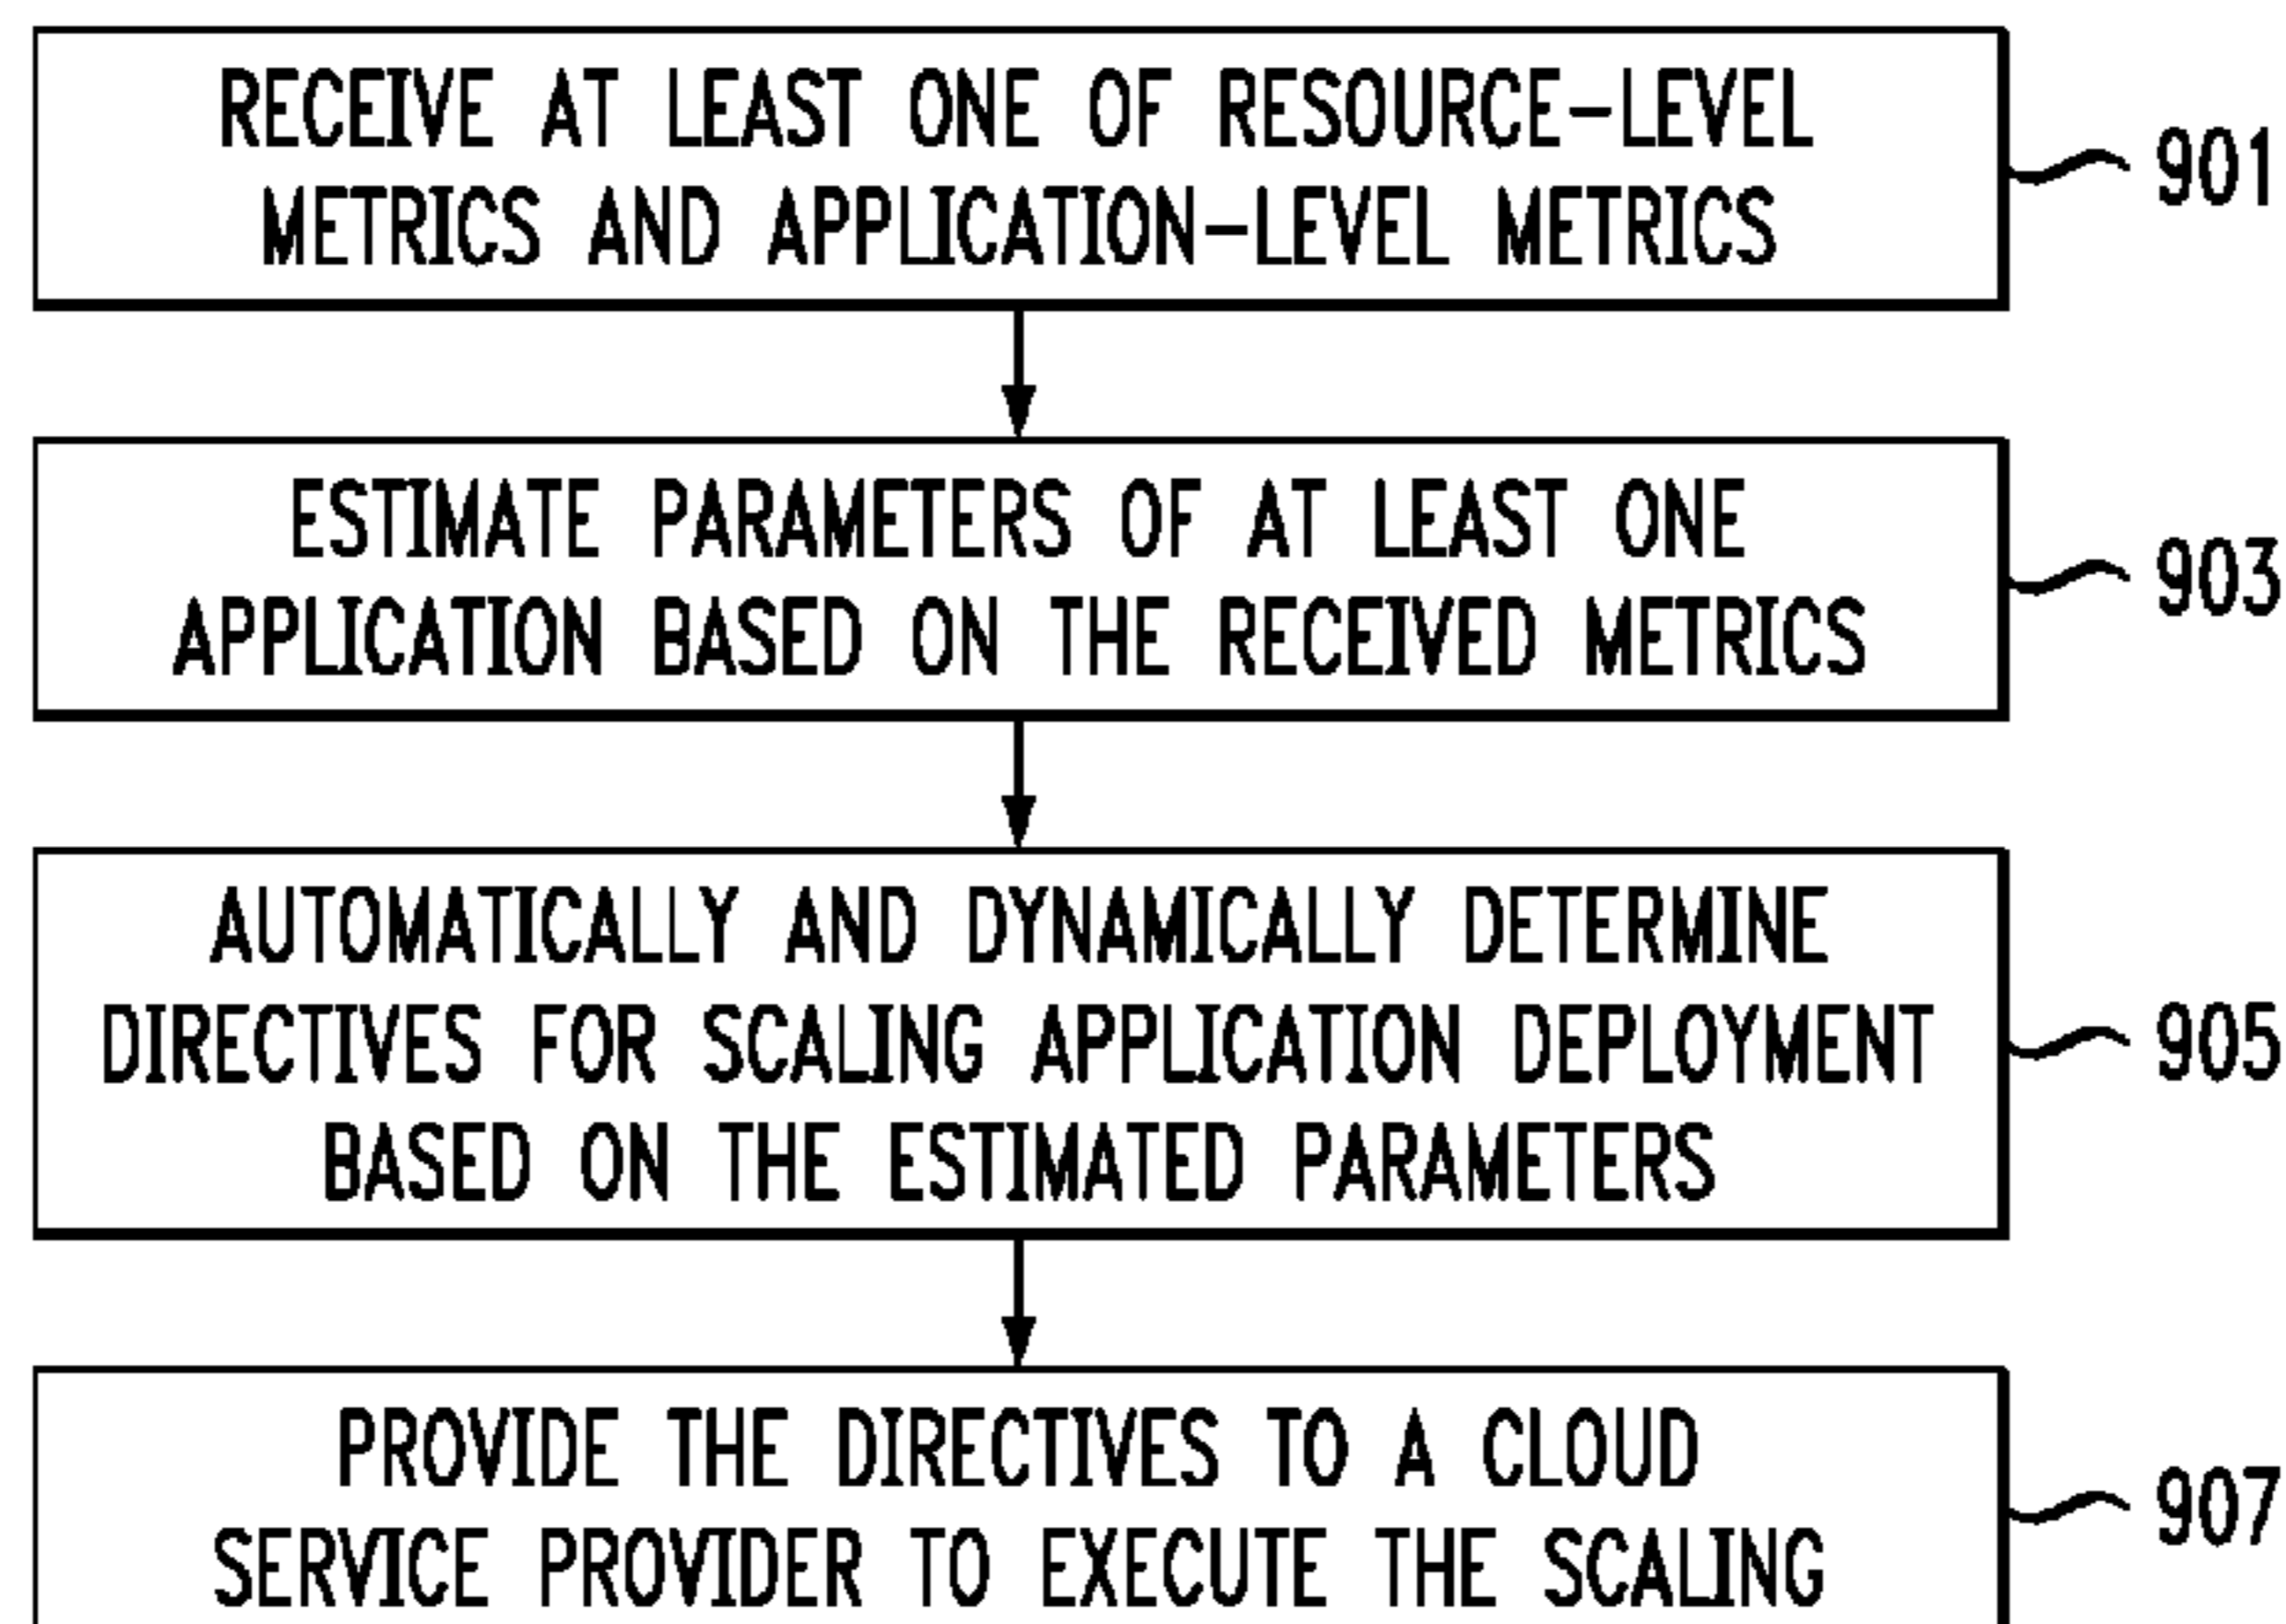 RECEIVE AT LEAST ONE OF RESOURCE-LEVEL
METRICS AND APPLICATION-LEVEL METRICS
901
ESTIMATE PARAMETERS OF AT LEAST ONE
APPLICATION BASED ON THE RECEIVED METRICS
903
AUTOMATICALLY AND DYNAMICALLY DETERMINE
DIRECTIVES FOR SCALING APPLICATION DEPLOYMENT
BASED ON THE ESTIMATED PARAMETERS
905
PROVIDE THE DIRECTIVES TO A CLOUD
SERVICE PROVIDER TO EXECUTE THE SCALING
907